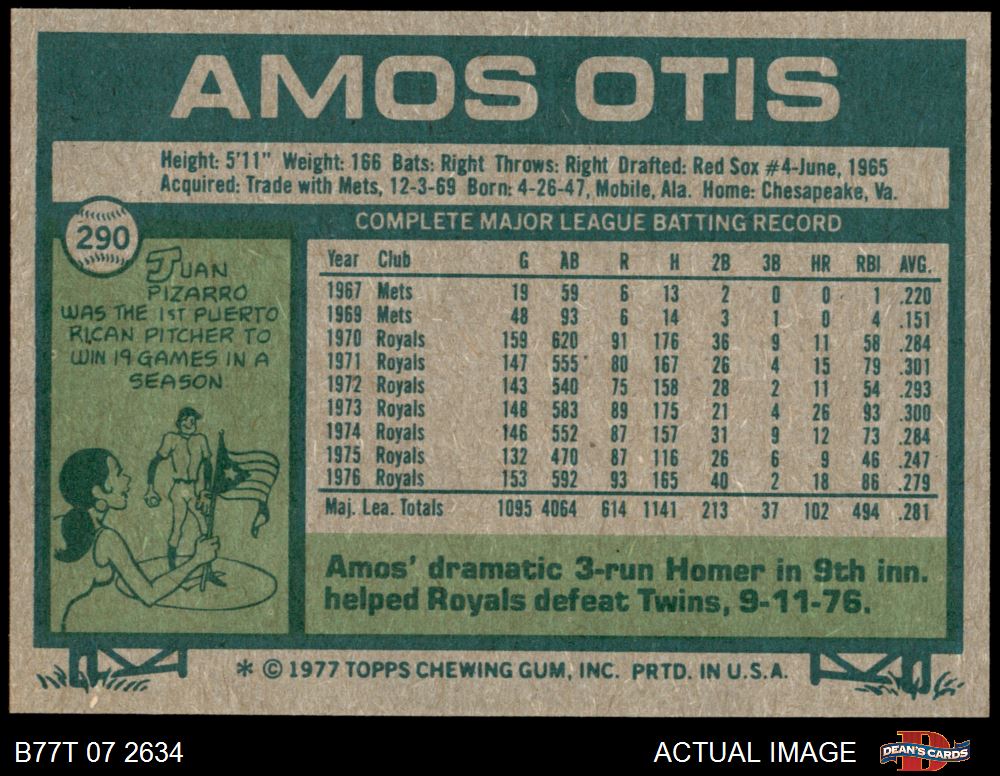 AMOS OTIS
Height: 5'11" Weight: 166 Bats: Right Throws: Right Drafted: Red Sox #4-June, 1965
Acquired: Trade with Mets, 12-3-69 Born: 4-26-47, Mobile, Ala. Home: Chesapeake, Va.
290
JUAN
PIZARRO
WAS THE 1ST PUERTO
RICAN PITCHER TO
WIN 19 GAMES IN A
SEASON
COMPLETE MAJOR LEAGUE BATTING RECORD
Year Club G AB R H 2B 3B HR RBI AVG.
1967 Mets 19 59 6 13 2 0 0 1 .220
1969 Mets 48 93 6 14 3 1 0 4 .151
1970 Royals 159 620 91 176 36 9 11 58 .284
1971 Royals 147 555 80 167 26 4 15 79 .301
1972 Royals 143 540 75 158 28 2 11 54 .293
1973 Royals 148 583 89 175 21 4 26 93 .300
1974 Royals 146 552 87 157 31 9 12 73 .284
1975 Royals 132 470 87 116 26 6 9 46 .247
1976 Royals 153 592 93 165 40 2 18 86 .279
Maj. Lea. Totals 1095 4064 614 1141 213 37 102 494 .281
Amos' dramatic 3-run Homer in 9th inn.
helped Royals defeat Twins, 9-11-76.
* © 1977 TOPPS CHEWING GUM, INC. PRTD. IN U.S.A.
B77T 07 2634
ACTUAL IMAGE
DEAN'S CARDS